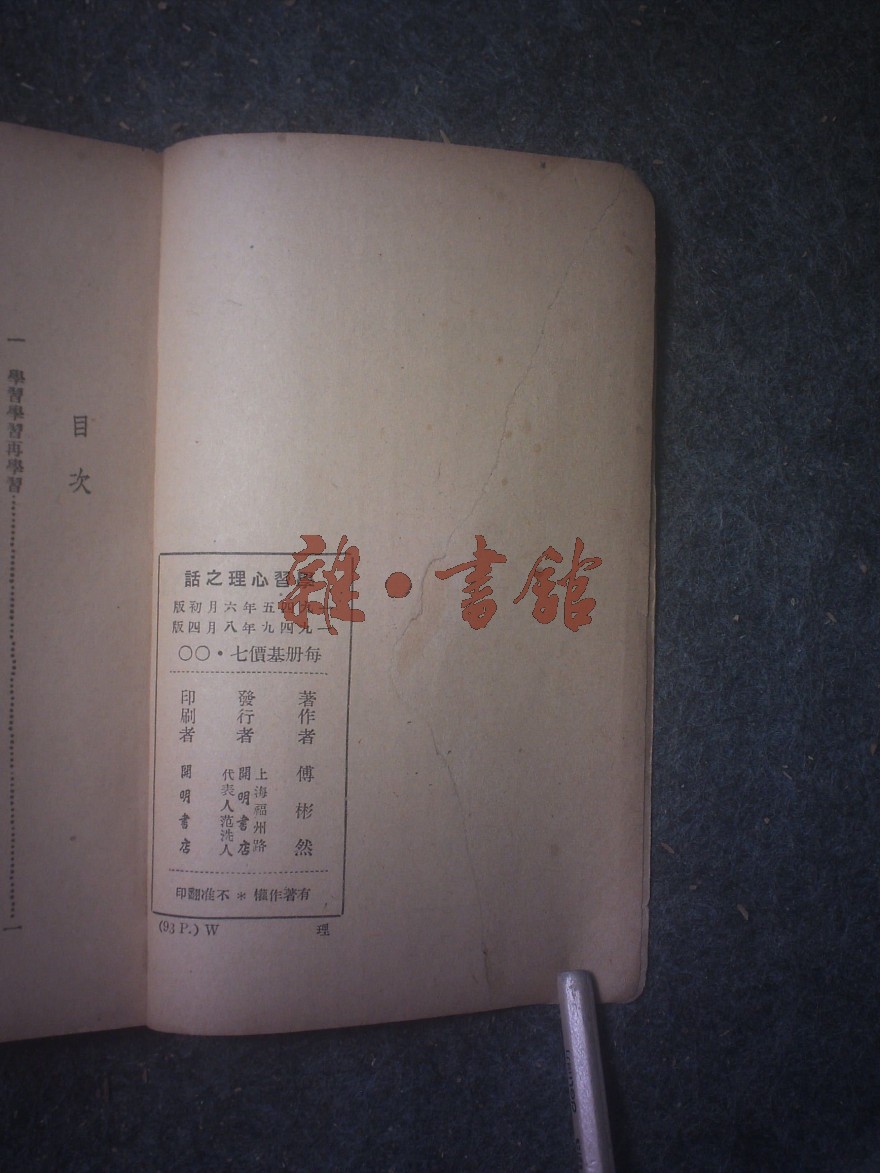 學習心理之話
一九四五年六月初版
一九四九年八月四版
每册基價七•〇〇
著作者 傅彬然
發行者 上海福州路 開明書店 代表人范洗人
印刷者 開明書店
有著作權＊不准翻印
(93 P.) W 理
目次
一 學習學習再學習 1
雜•書館